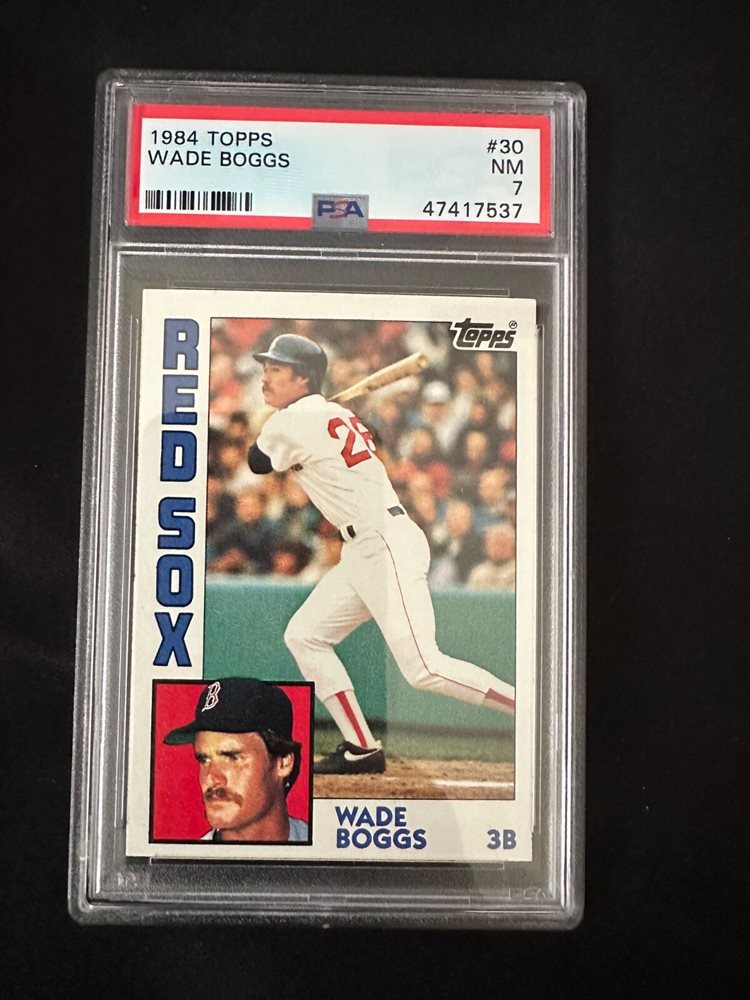 1984 TOPPS
WADE BOGGS
#30
NM
7
47417537
PSA
Topps
RED SOX
26
B
WADE
BOGGS
3B